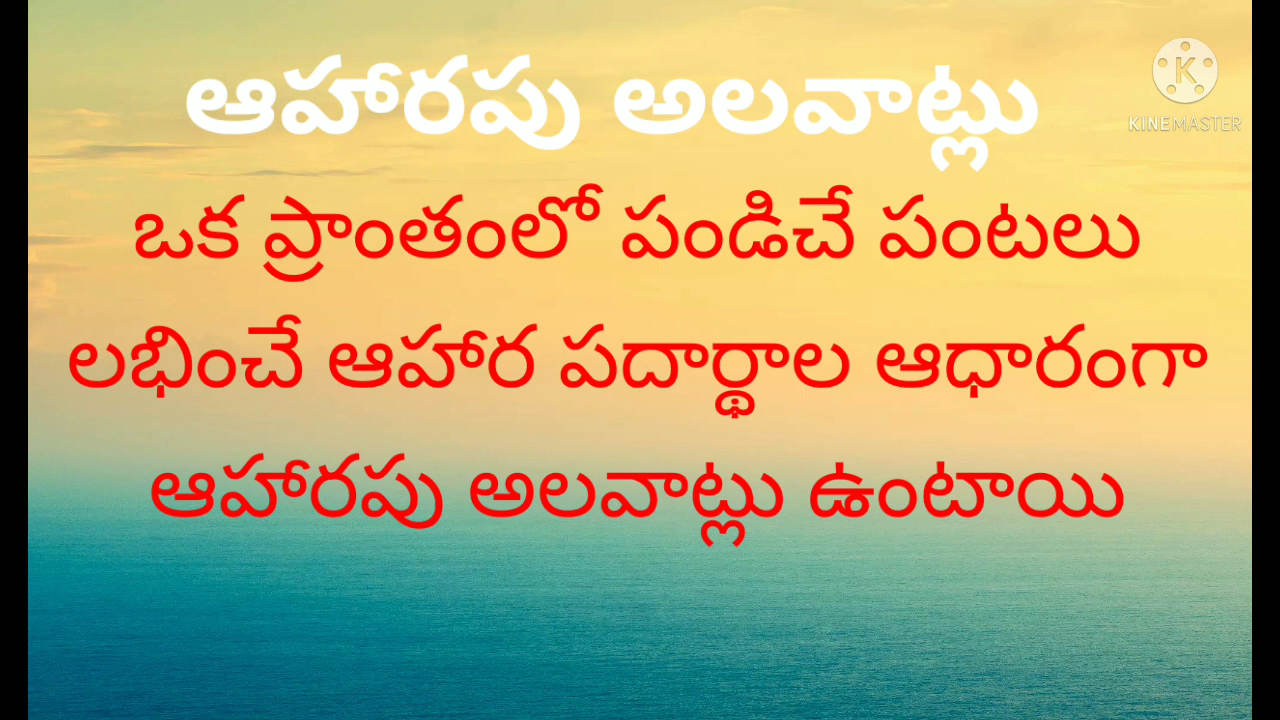 ఆహారపు అలవాట్లు
KINEMASTER
ఒక ప్రాంతంలో పండిచే పంటలు
లభించే ఆహార పదార్థాల ఆధారంగా
ఆహారపు అలవాట్లు ఉంటాయి